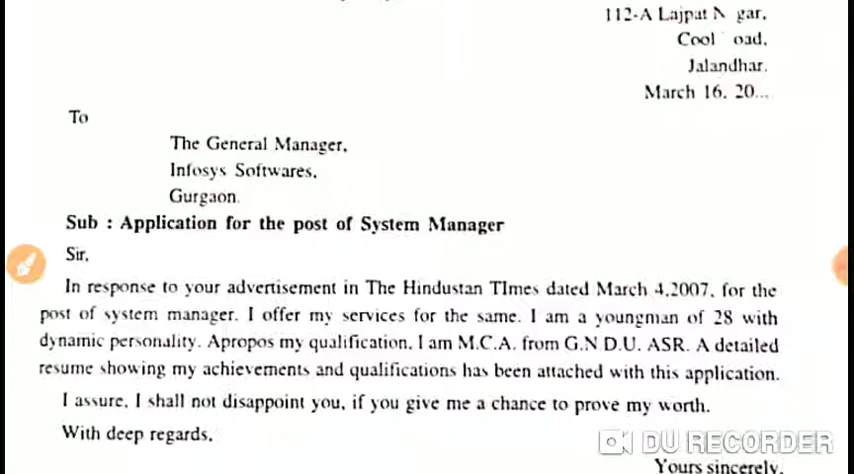 112-A Lajpat N gar,
Cool oad,
Jalandhar.
March 16, 20...
To
The General Manager,
Infosys Softwares,
Gurgaon.
Sub : Application for the post of System Manager
Sir,
In response to your advertisement in The Hindustan TImes dated March 4,2007, for the
post of system manager. I offer my services for the same. I am a youngman of 28 with
dynamic personality. Apropos my qualification, I am M.C.A. from G.N D.U. ASR. A detailed
resume showing my achievements and qualifications has been attached with this application.
I assure, I shall not disappoint you, if you give me a chance to prove my worth.
With deep regards,
DU RECORDER
Yours sincerely,